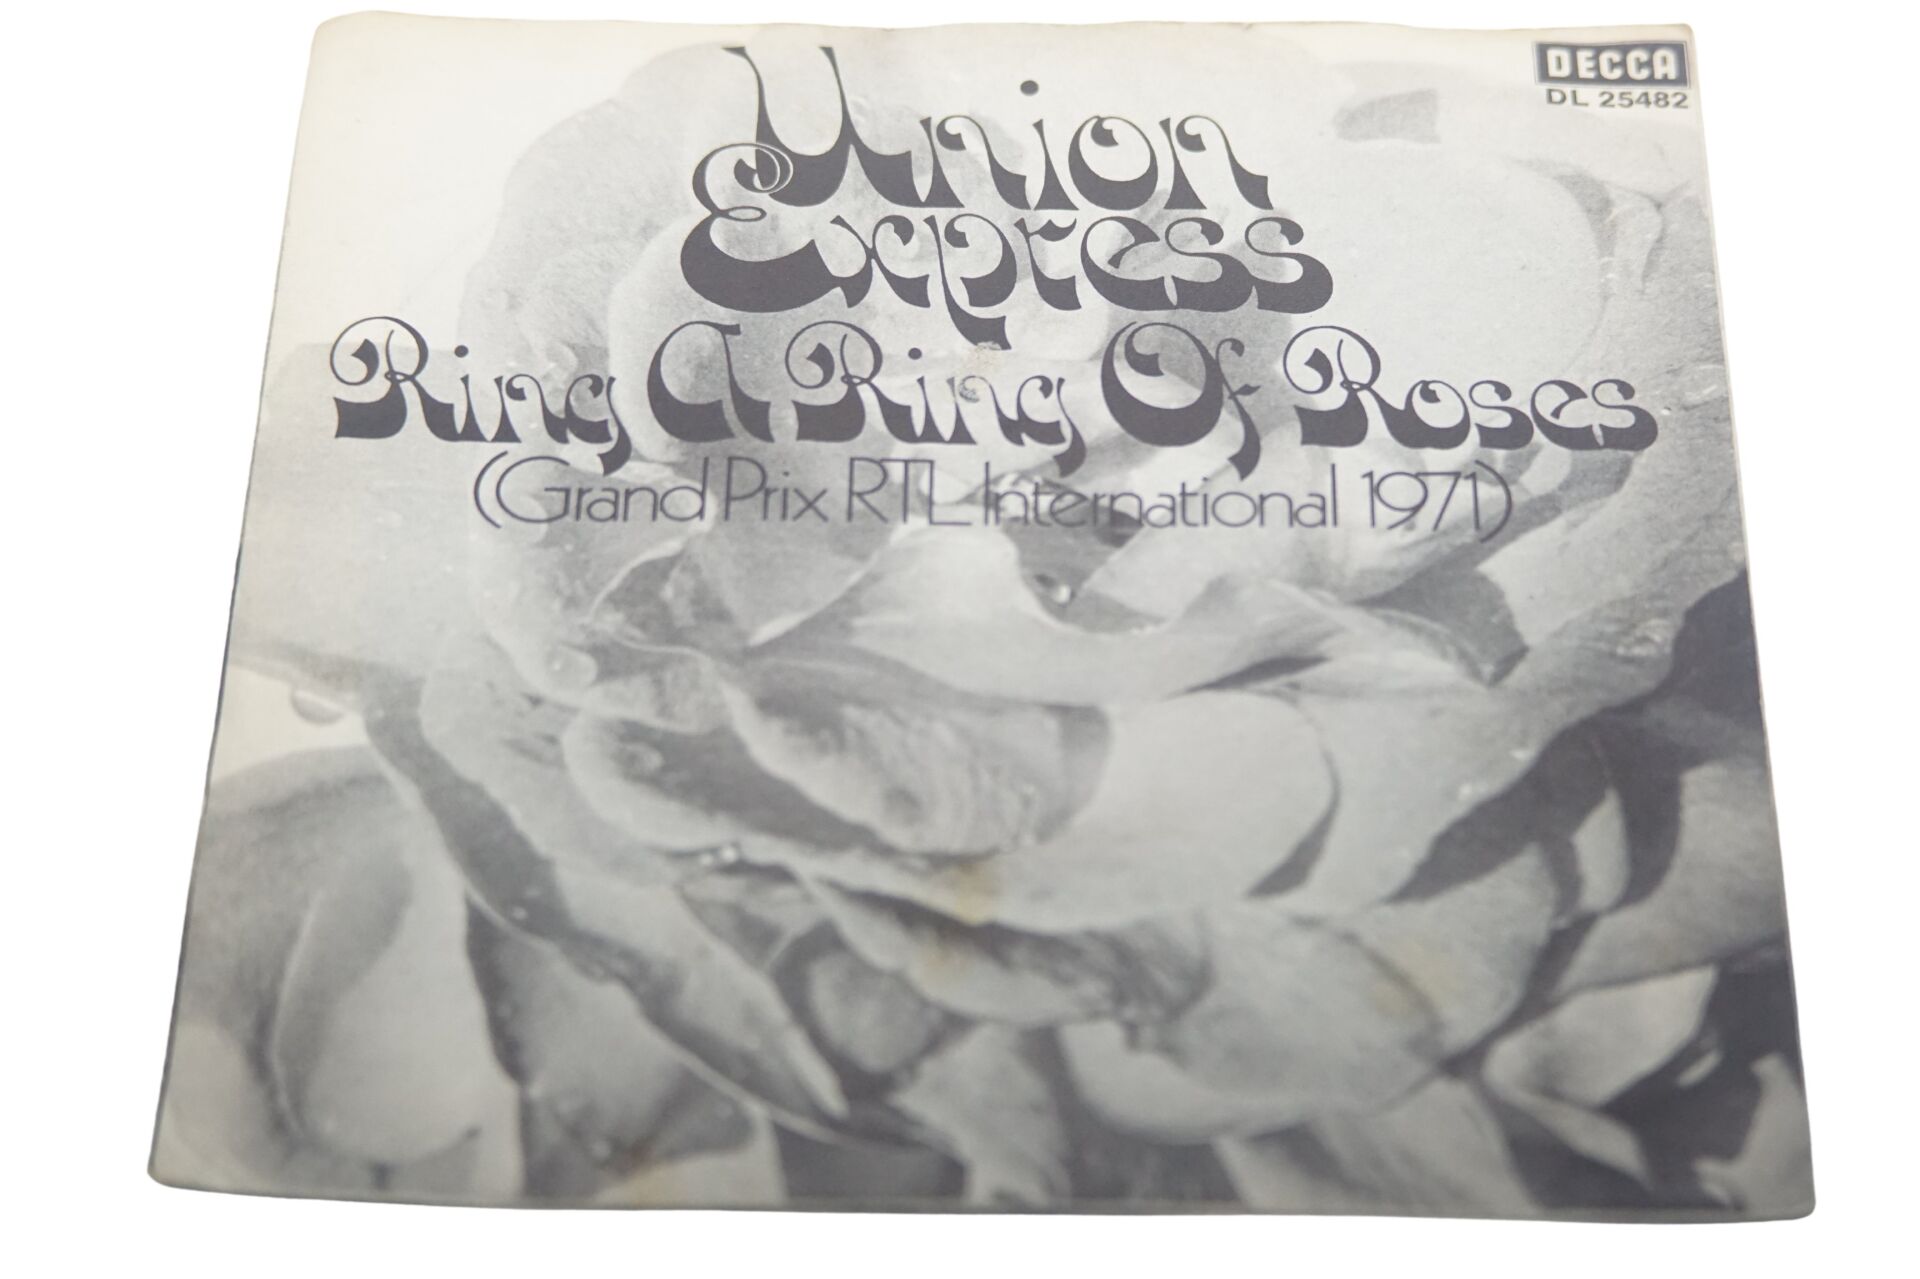 DECCA
DL 25482
Union
Express
Ring A Ring Of Roses
(Grand Prix RTL International 1971)